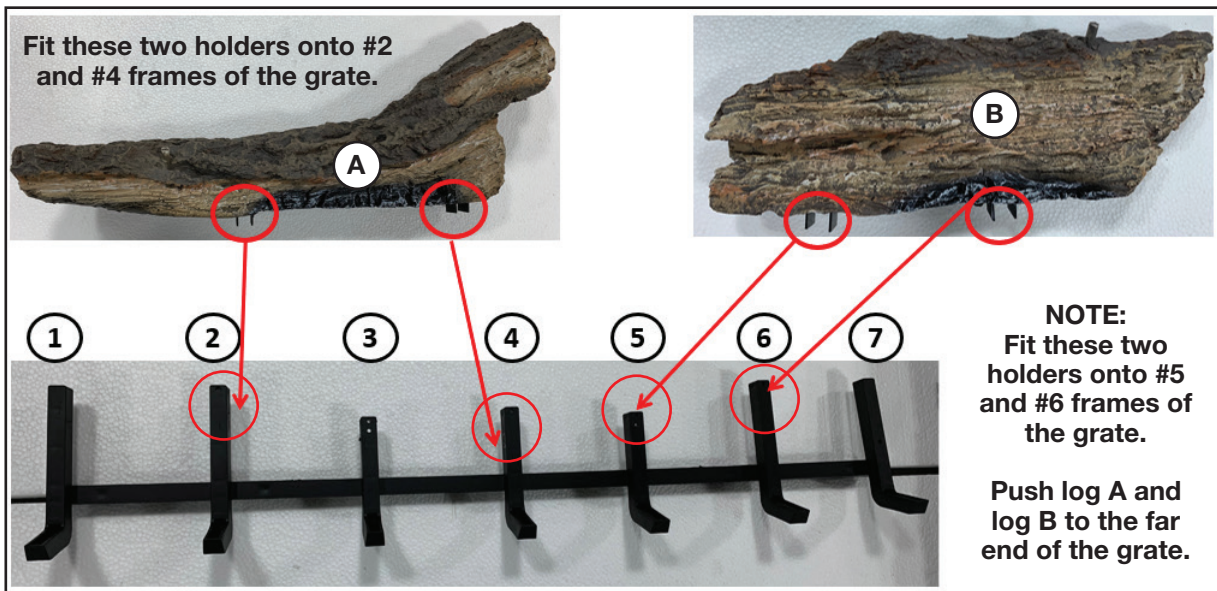 Fit these two holders onto #2
and #4 frames of the grate.
A
B
1
2
3
4
5
6
7
NOTE:
Fit these two
holders onto #5
and #6 frames of
the grate.
Push log A and
log B to the far
end of the grate.